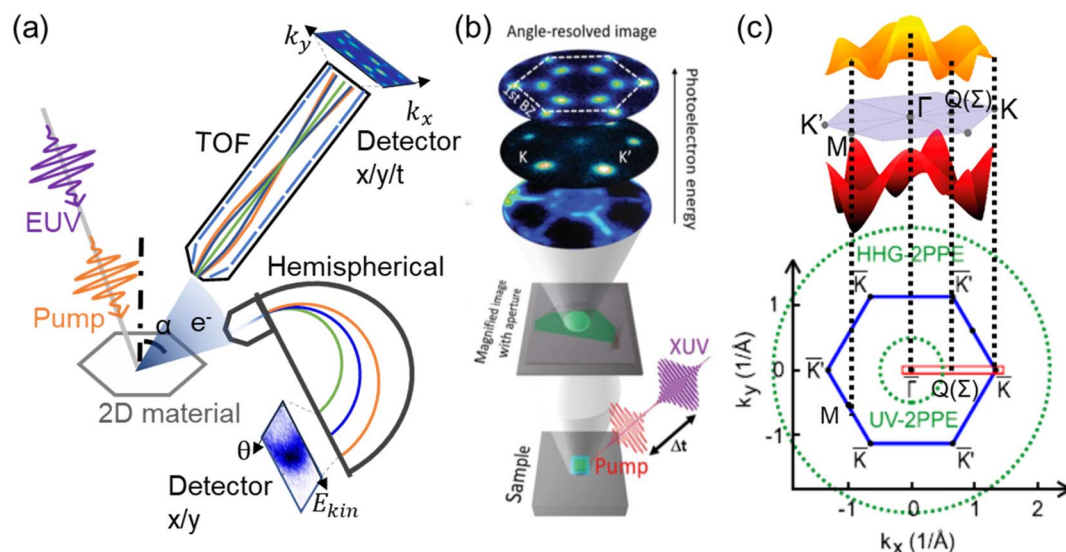 (a)
k_y
k_x
TOF
Detector
x/y/t
EUV
Pump
α
e-
Hemispherical
2D material
θ
E_kin
Detector
x/y
(b)
Angle-resolved image
1st BZ
K
K'
Photoelectron energy
Magnified image
with aperture
XUV
Pump
Δt
Sample
(c)
Γ
Q(Σ)
K
K'
M
HHG-2PPE
K̅
K̅'
K̅'
Γ̅
Q(Σ)
K̅
M
UV-2PPE
K̅
K̅'
1
0
-1
k_y (1/Å)
-1
0
1
2
k_x (1/Å)